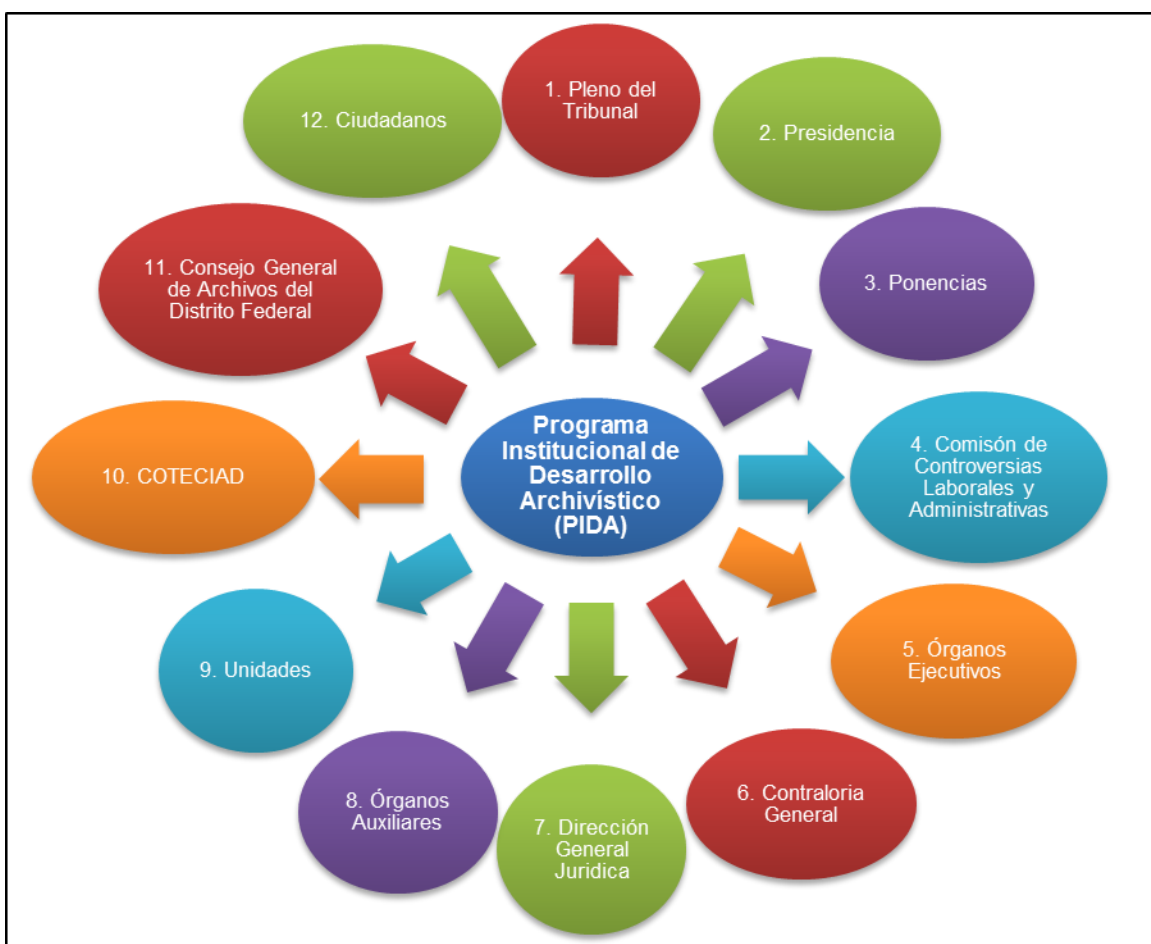 Programa
Institucional de
Desarrollo
Archivístico
(PIDA)
1. Pleno del
Tribunal
2. Presidencia
3. Ponencias
4. Comisón de
Controversias
Laborales y
Administrativas
5. Órganos
Ejecutivos
6. Contraloria
General
7. Dirección
General
Juridica
8. Órganos
Auxiliares
9. Unidades
10. COTECIAD
11. Consejo General
de Archivos del
Distrito Federal
12. Ciudadanos